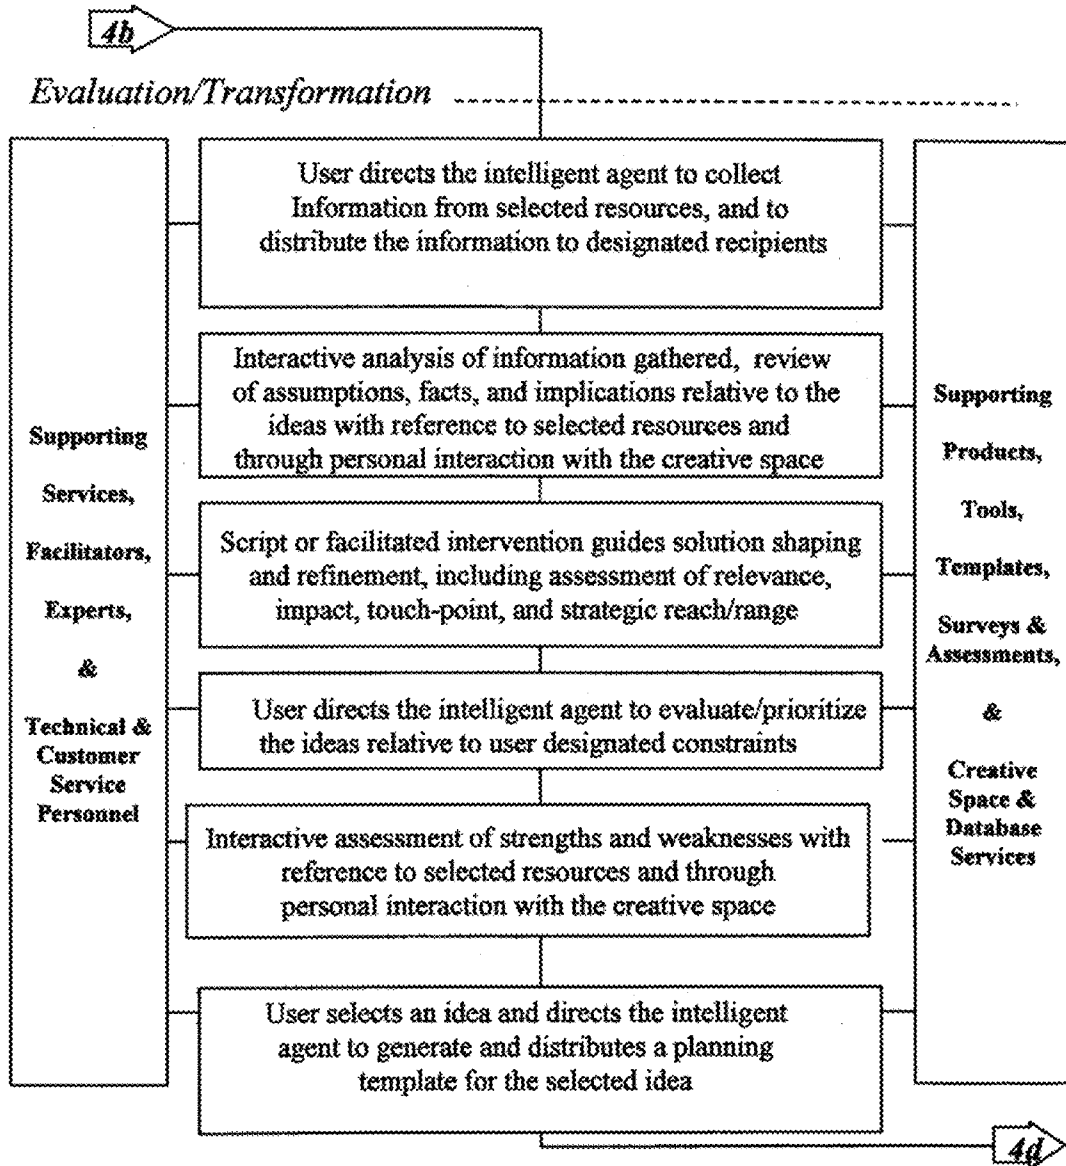 4b
Evaluation/Transformation
User directs the intelligent agent to collect
Information from selected resources, and to
distribute the information to designated recipients
Interactive analysis of information gathered, review
of assumptions, facts, and implications relative to the
ideas with reference to selected resources and
through personal interaction with the creative space
Script or facilitated intervention guides solution shaping
and refinement, including assessment of relevance,
impact, touch-point, and strategic reach/range
User directs the intelligent agent to evaluate/prioritize
the ideas relative to user designated constraints
Interactive assessment of strengths and weaknesses with
reference to selected resources and through
personal interaction with the creative space
User selects an idea and directs the intelligent
agent to generate and distributes a planning
template for the selected idea
Supporting
Services,
Facilitators,
Experts,
&
Technical &
Customer
Service
Personnel
Supporting
Products,
Tools,
Templates,
Surveys &
Assessments,
&
Creative
Space &
Database
Services
4d